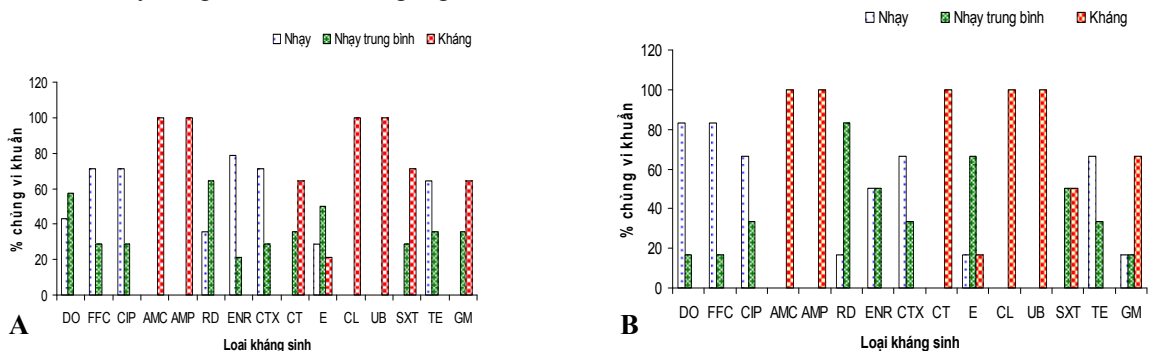 Nhạy Nhạy trung bình Kháng
120
100
80
60
40
20
0
% chủng vi khuẩn
DO FFC CIP AMC AMP RD ENR CTX CT E CL UB SXT TE GM
Loại kháng sinh
A
Nhạy Nhạy trung bình Kháng
120
100
80
60
40
20
0
% chủng vi khuẩn
DO FFC CIP AMC AMP RD ENR CTX CT E CL UB SXT TE GM
Loại kháng sinh
B